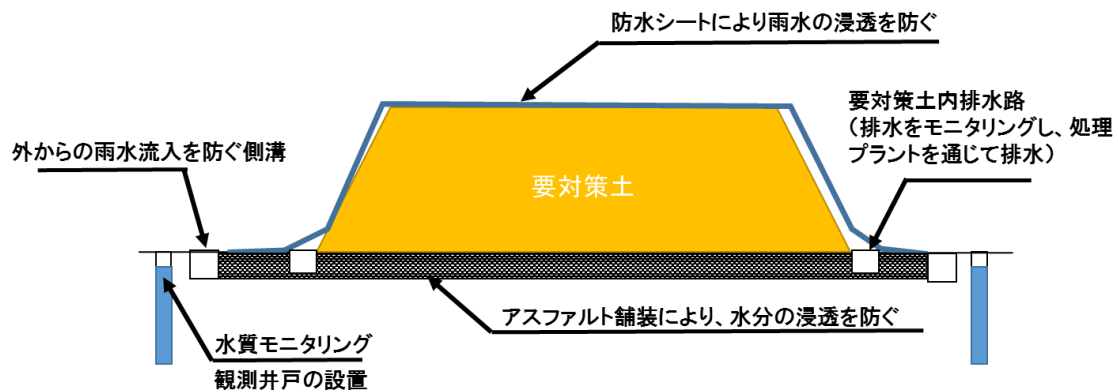 防水シートにより雨水の浸透を防ぐ
要対策土内排水路
（排水をモニタリングし、処理
プラントを通じて排水）
外からの雨水流入を防ぐ側溝
要対策土
アスファルト舗装により、水分の浸透を防ぐ
水質モニタリング
観測井戸の設置